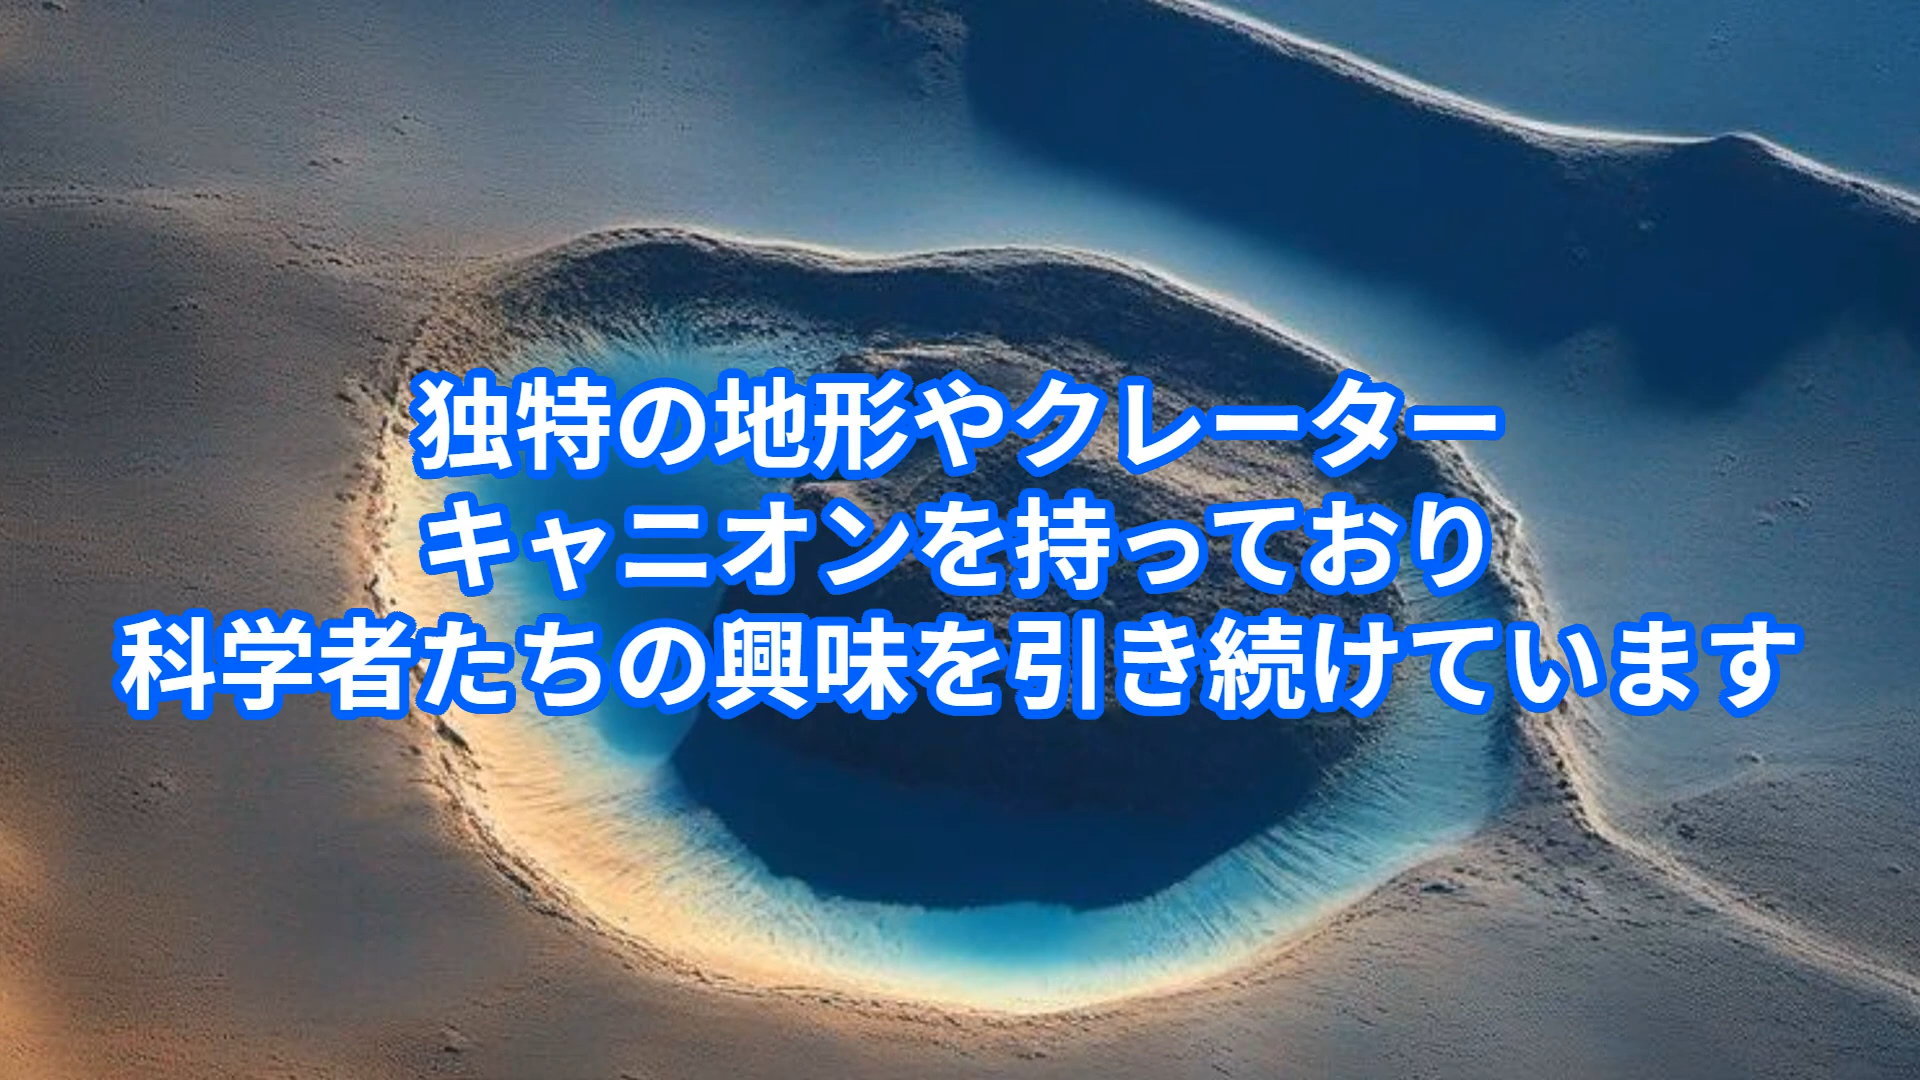 独特の地形やクレーター
キャニオンを持っており
科学者たちの興味を引き続けています